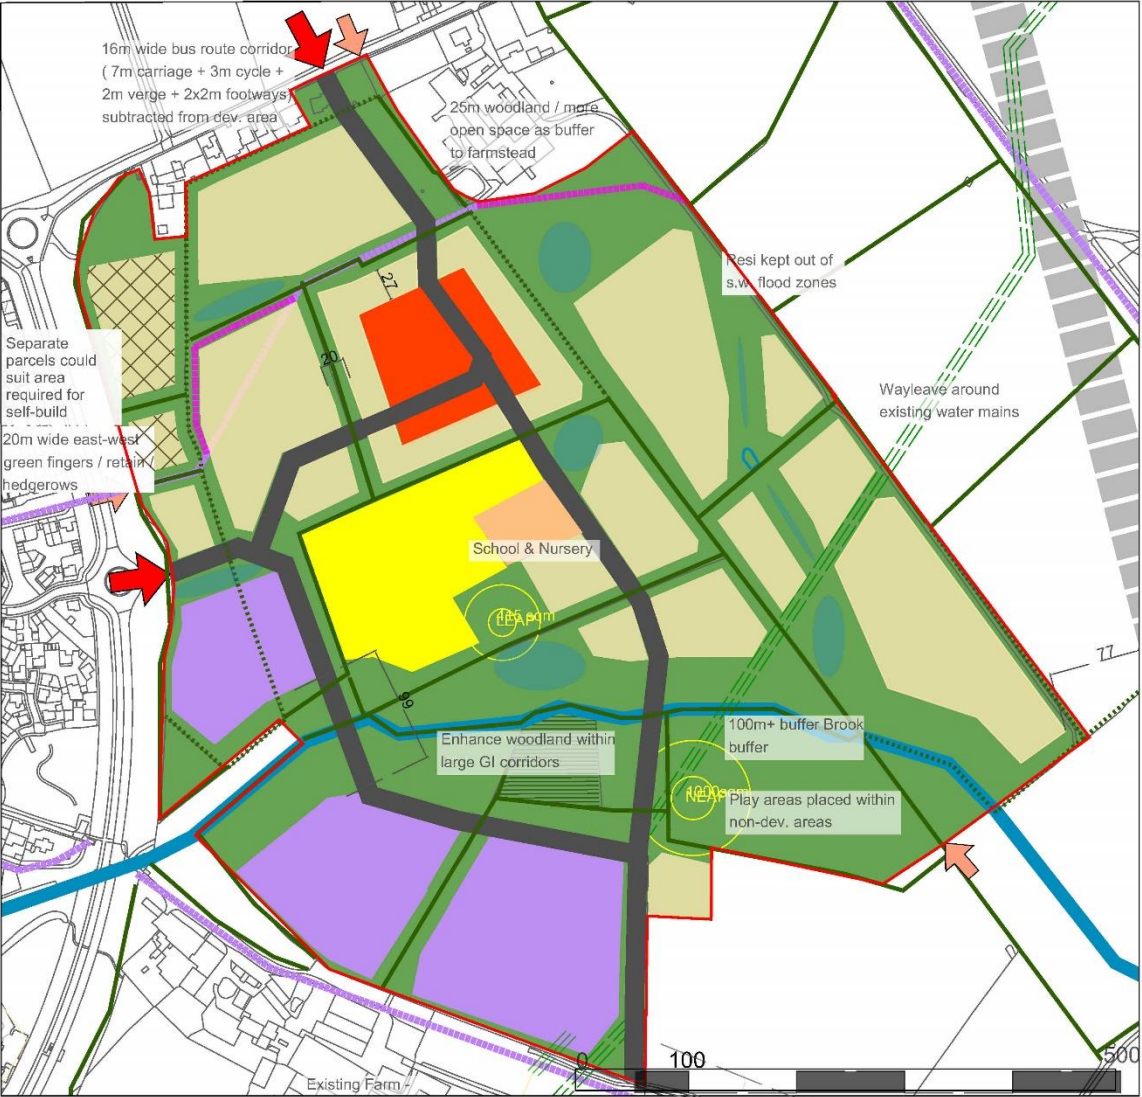 16m wide bus route corridor
( 7m carriage + 3m cycle +
2m verge + 2x2m footways)
subtracted from dev. area
25m woodland / more
open space as buffer
to farmstead
Resi kept out of
s.w. flood zones
27
20
Separate
parcels could
suit area
required for
self-build
20m wide east-west
green fingers / retain /
hedgerows
Wayleave around
existing water mains
School & Nursery
LEAP
77
99
Enhance woodland within
large GI corridors
100m+ buffer Brook
buffer
1000sqm
NEAP
Play areas placed within
non-dev. areas
0
100
500
Existing Farm -